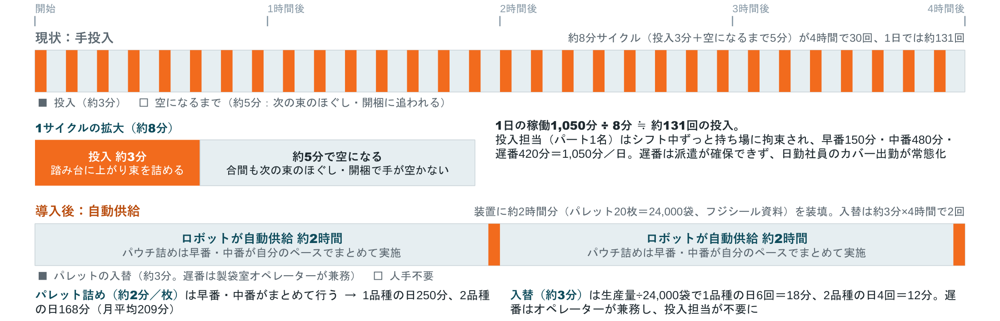 開始 1時間後 2時間後 3時間後 4時間後
現状：手投入
約8分サイクル（投入3分＋空になるまで5分）が4時間で30回、1日では約131回
■ 投入（約3分） □ 空になるまで（約5分：次の束のほぐし・開梱に追われる）
1サイクルの拡大（約8分）
投入 約3分
踏み台に上がり束を詰める
約5分で空になる
合間も次の束のほぐし・開梱で手が空かない
1日の稼働1,050分 ÷ 8分 ≒ 約131回の投入。
投入担当（パート1名）はシフト中ずっと持ち場に拘束され、早番150分・中番480分・
遅番420分＝1,050分／日。遅番は派遣が確保できず、日勤社員のカバー出勤が常態化
導入後：自動供給
装置に約2時間分（パレット20枚＝24,000袋、フジシール資料）を装填。入替は約3分×4時間で2回
ロボットが自動供給 約2時間
パウチ詰めは早番・中番が自分のペースでまとめて実施
ロボットが自動供給 約2時間
パウチ詰めは早番・中番が自分のペースでまとめて実施
■ パレットの入替（約3分。遅番は製袋室オペレーターが兼務） □ 人手不要
パレット詰め（約2分／枚）は早番・中番がまとめて行う → 1品種の日250分、2品種
の日168分（月平均209分）
入替（約3分）は生産量÷24,000袋で1品種の日6回＝18分、2品種の日4回＝12分。遅
番はオペレーターが兼務し、投入担当が不要に